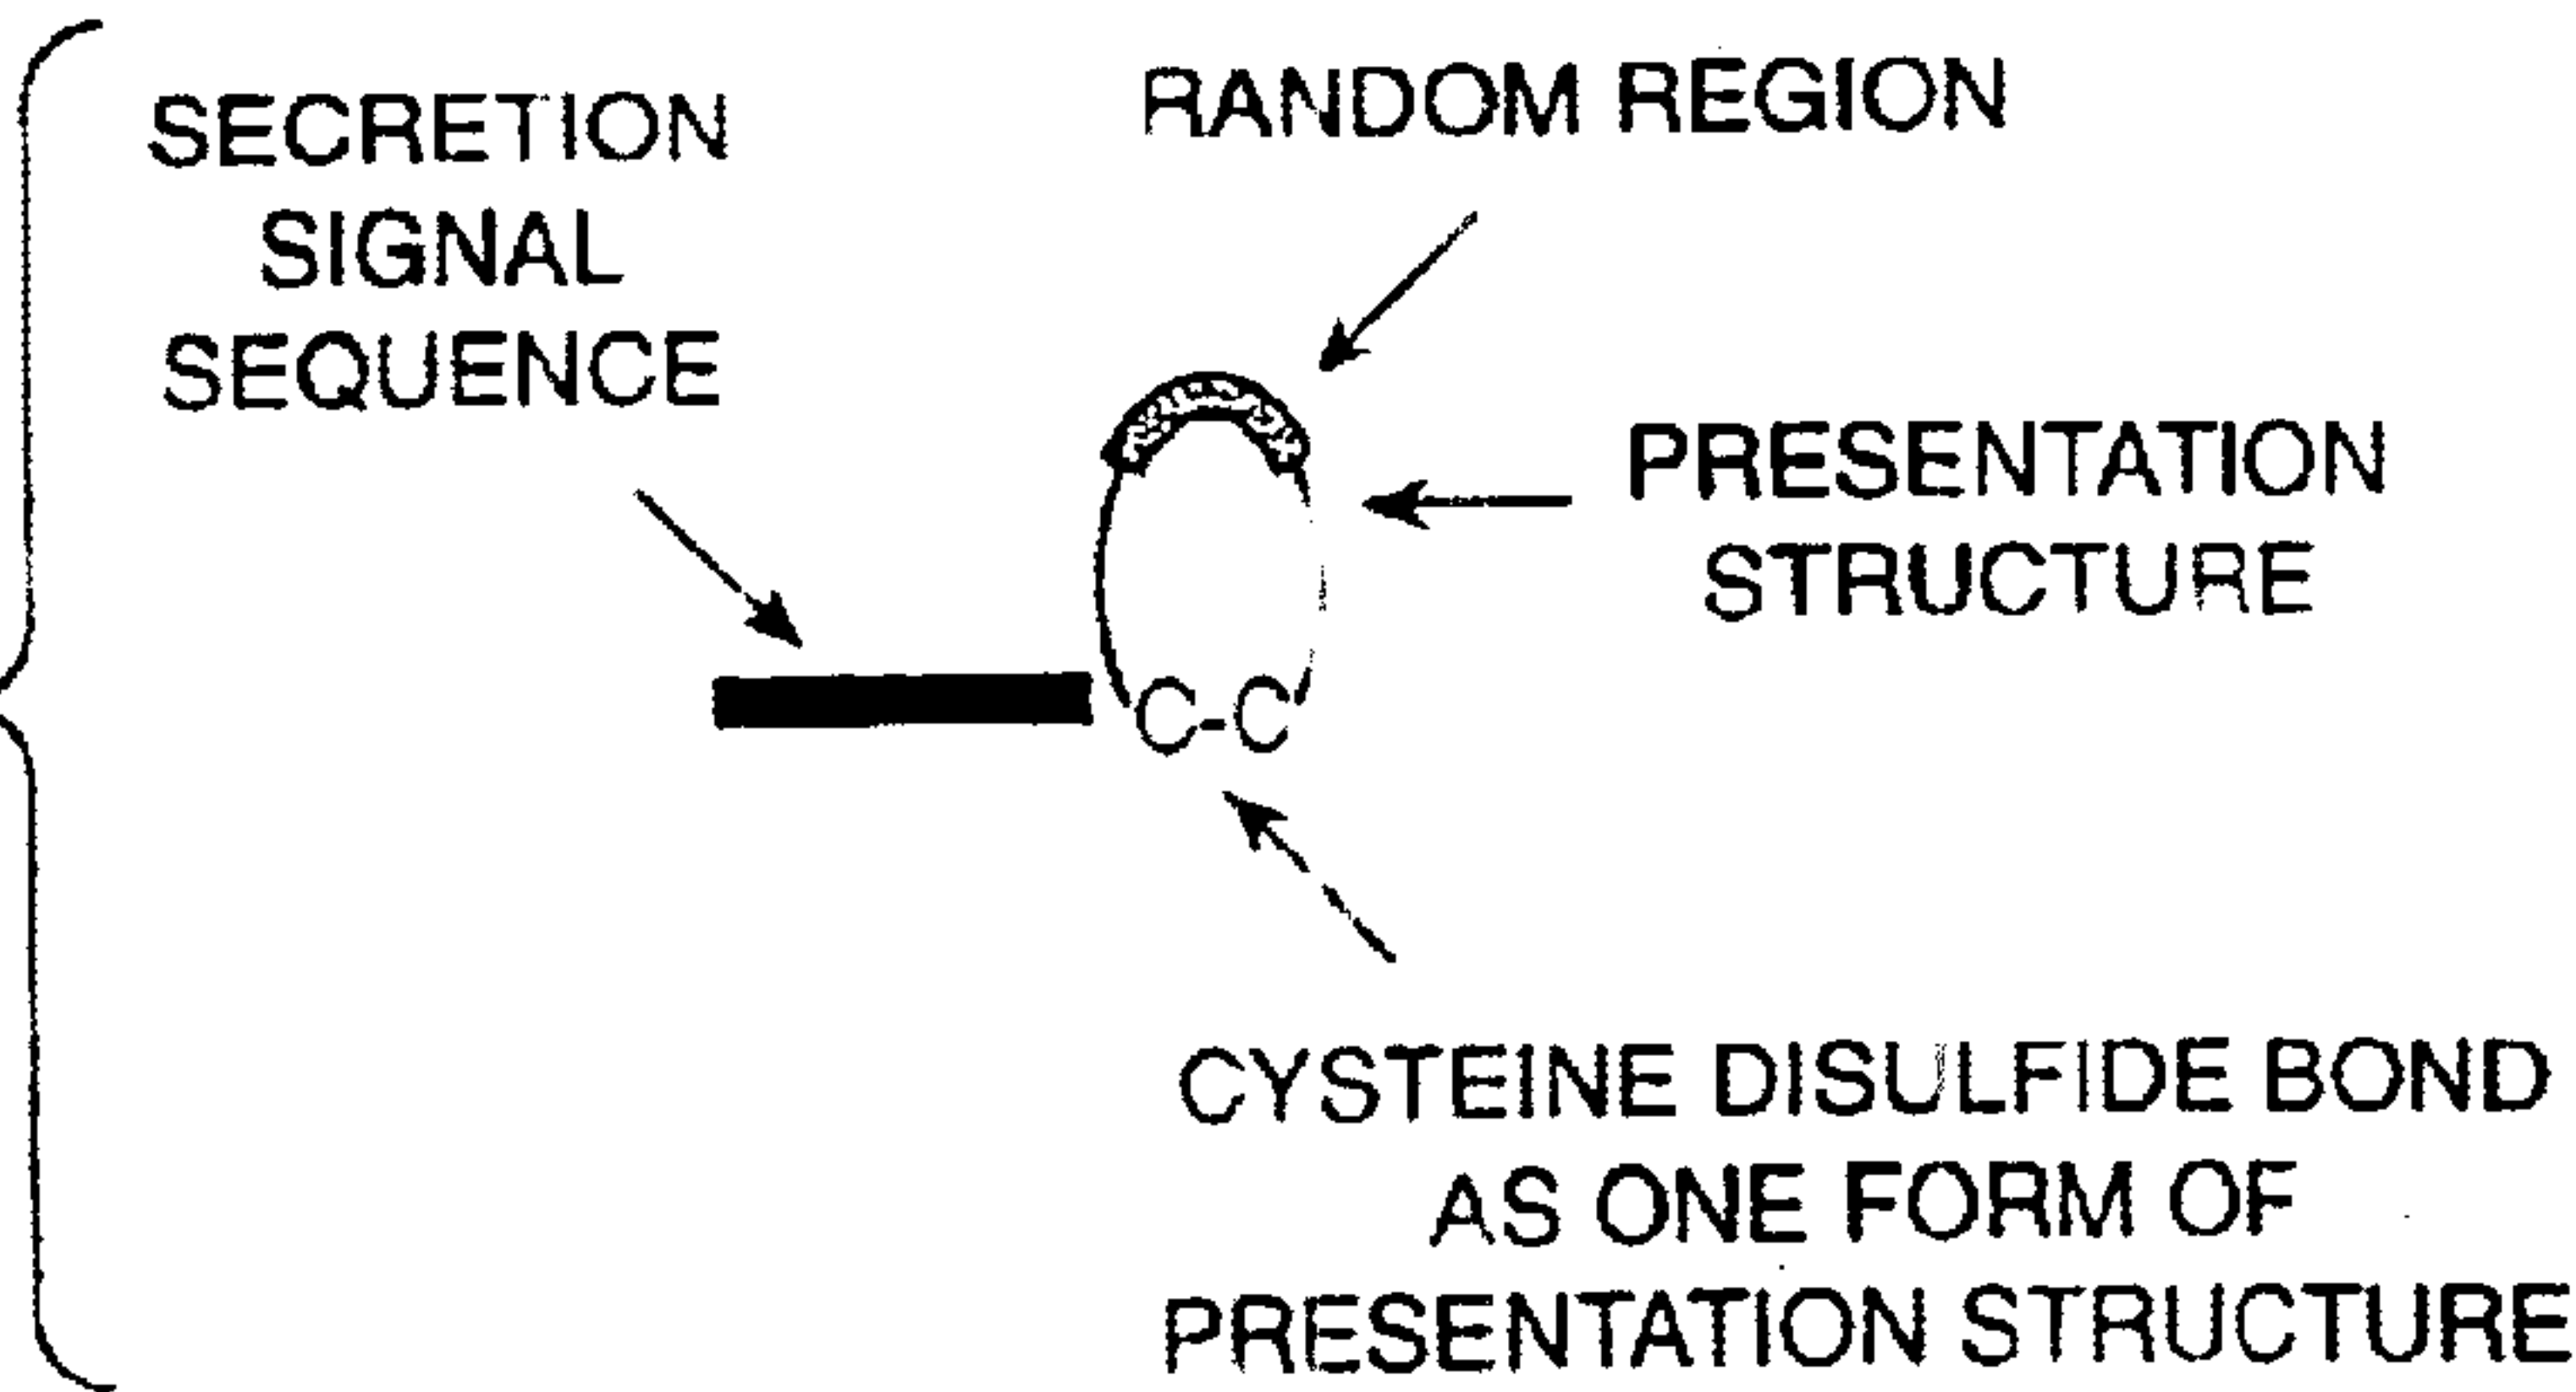 SECRETION
SIGNAL
SEQUENCE
RANDOM REGION
PRESENTATION
STRUCTURE
C-C
CYSTEINE DISULFIDE BOND
AS ONE FORM OF
PRESENTATION STRUCTURE